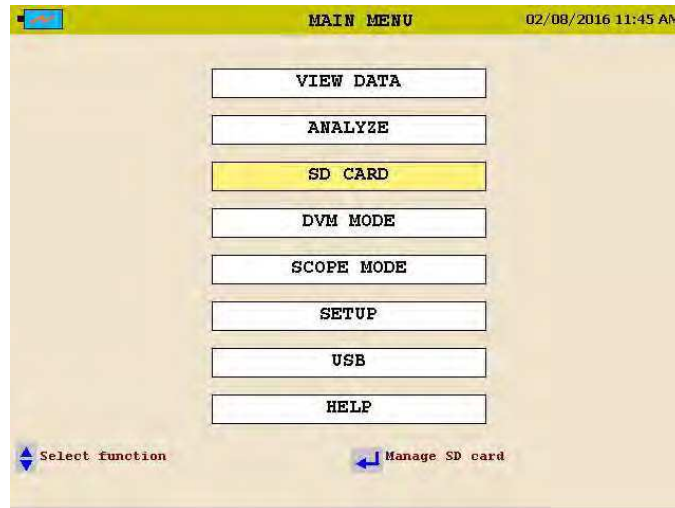 MAIN MENU 02/08/2016 11:45 AM
VIEW DATA
ANALYZE
SD CARD
DVM MODE
SCOPE MODE
SETUP
USB
HELP
Select function Manage SD card